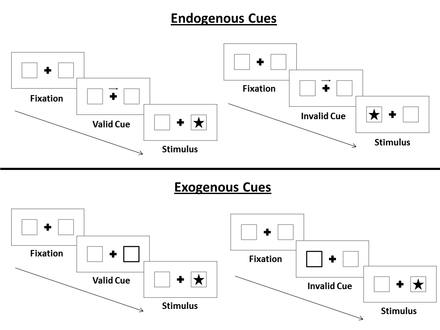 Endogenous Cues
Fixation
Valid Cue
Stimulus
Fixation
Invalid Cue
Stimulus
Exogenous Cues
Fixation
Valid Cue
Stimulus
Fixation
Invalid Cue
Stimulus